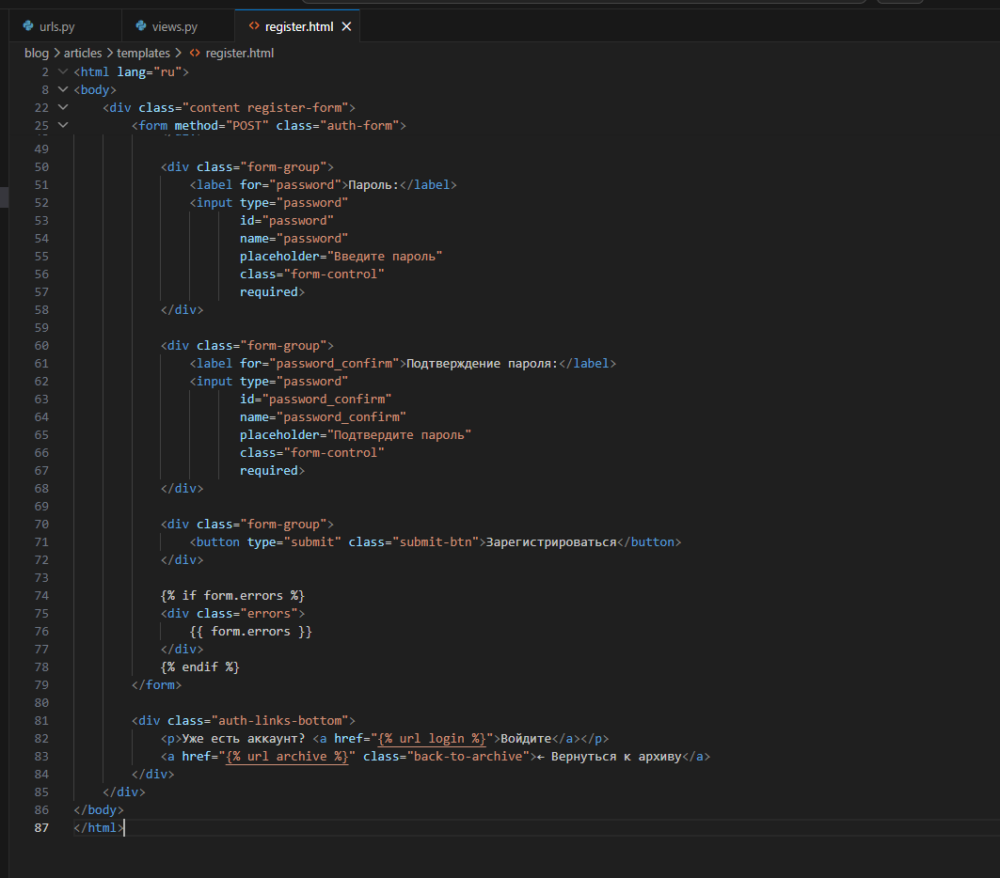 urls.py views.py <> register.html ×
blog > articles > templates > <> register.html
2 <html lang="ru">
8 <body>
22 <div class="content register-form">
25 <form method="POST" class="auth-form">
49
50 <div class="form-group">
51 <label for="password">Пароль:</label>
52 <input type="password"
53 id="password"
54 name="password"
55 placeholder="Введите пароль"
56 class="form-control"
57 required>
58 </div>
59
60 <div class="form-group">
61 <label for="password_confirm">Подтверждение пароля:</label>
62 <input type="password"
63 id="password_confirm"
64 name="password_confirm"
65 placeholder="Подтвердите пароль"
66 class="form-control"
67 required>
68 </div>
69
70 <div class="form-group">
71 <button type="submit" class="submit-btn">Зарегистрироваться</button>
72 </div>
73
74 {% if form.errors %}
75 <div class="errors">
76 {{ form.errors }}
77 </div>
78 {% endif %}
79 </form>
80
81 <div class="auth-links-bottom">
82 <p>Уже есть аккаунт? <a href="{% url login %}">Войдите</a></p>
83 <a href="{% url archive %}" class="back-to-archive">← Вернуться к архиву</a>
84 </div>
85 </div>
86 </body>
87 </html>